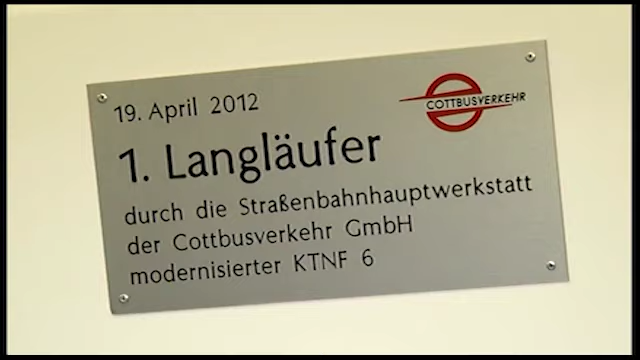 19. April 2012
COTTBUSVERKEHR
1. Langläufer
durch die Straßenbahnhauptwerkstatt
der Cottbusverkehr GmbH
modernisierter KTNF 6